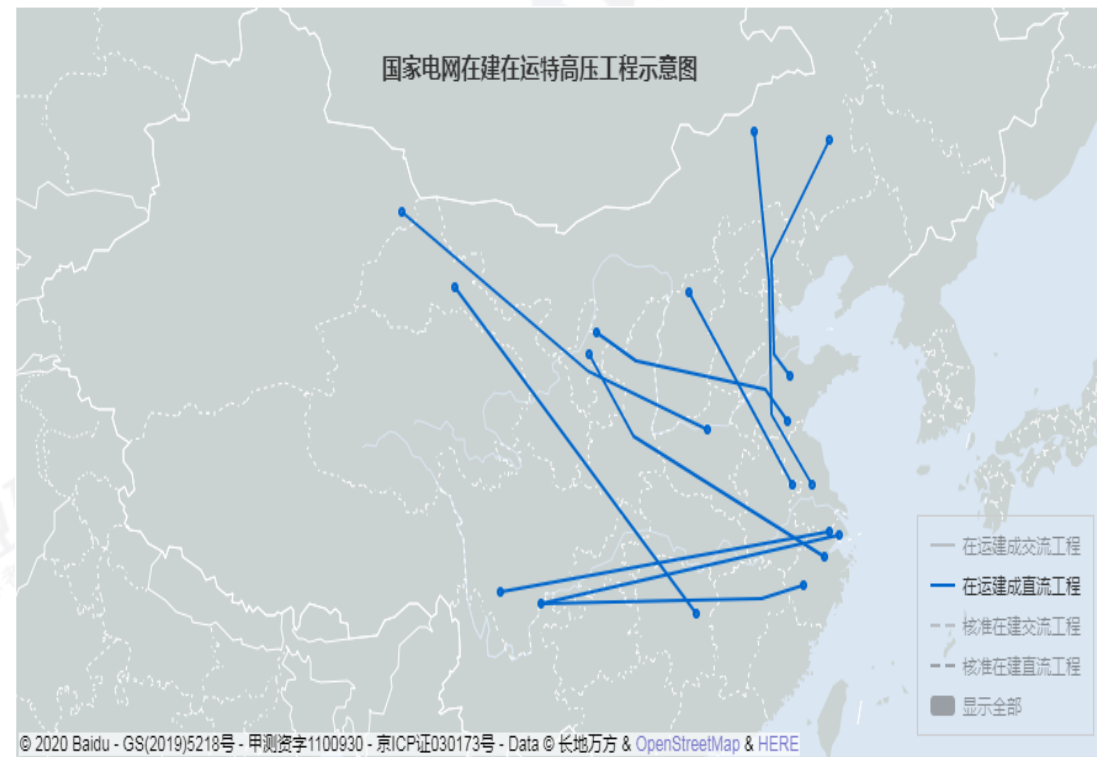 国家电网在建在运特高压工程示意图
在运建成交流工程
在运建成直流工程
核准在建交流工程
核准在建直流工程
显示全部
© 2020 Baidu - GS(2019)5218号 - 甲测资字1100930 - 京ICP证030173号 - Data © 长地万方 & OpenStreetMap & HERE